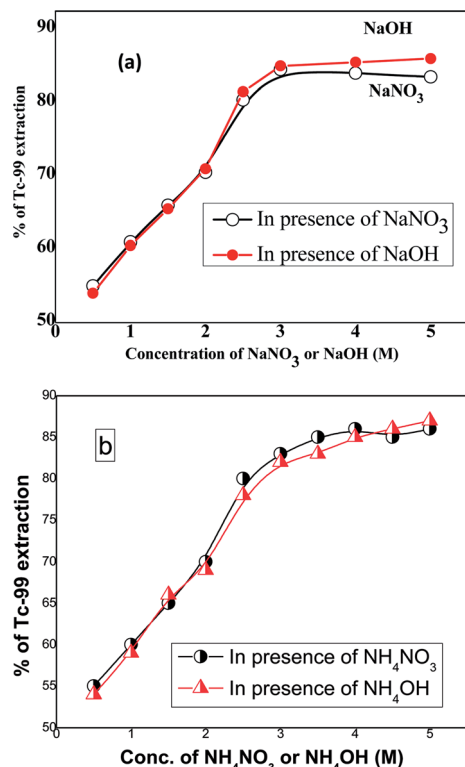 90
(a)
NaOH
80
NaNO3
70
% of Tc-99 extraction
60
In presence of NaNO3
In presence of NaOH
50
0 1 2 3 4 5
Concentration of NaNO3 or NaOH (M)
90
b
85
80
75
70
% of Tc-99 extraction
65
60
In presence of NH4NO3
In presence of NH4OH
55
50
0 1 2 3 4 5
Conc. of NH4NO3 or NH4OH (M)